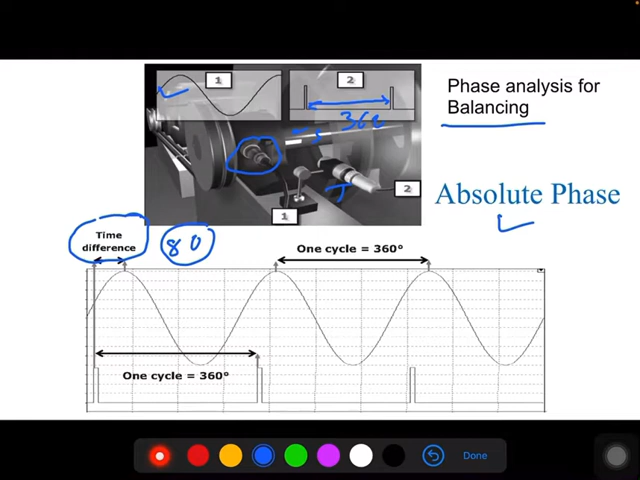 1
2
360
Phase analysis for
Balancing
Absolute Phase
T
1
2
Time
difference
80
One cycle = 360°
One cycle = 360°
Done